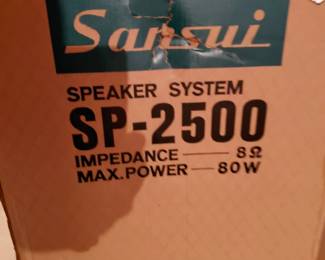 Sansui
SPEAKER SYSTEM
SP-2500
IMPEDANCE — 8Ω
MAX.POWER — 80W